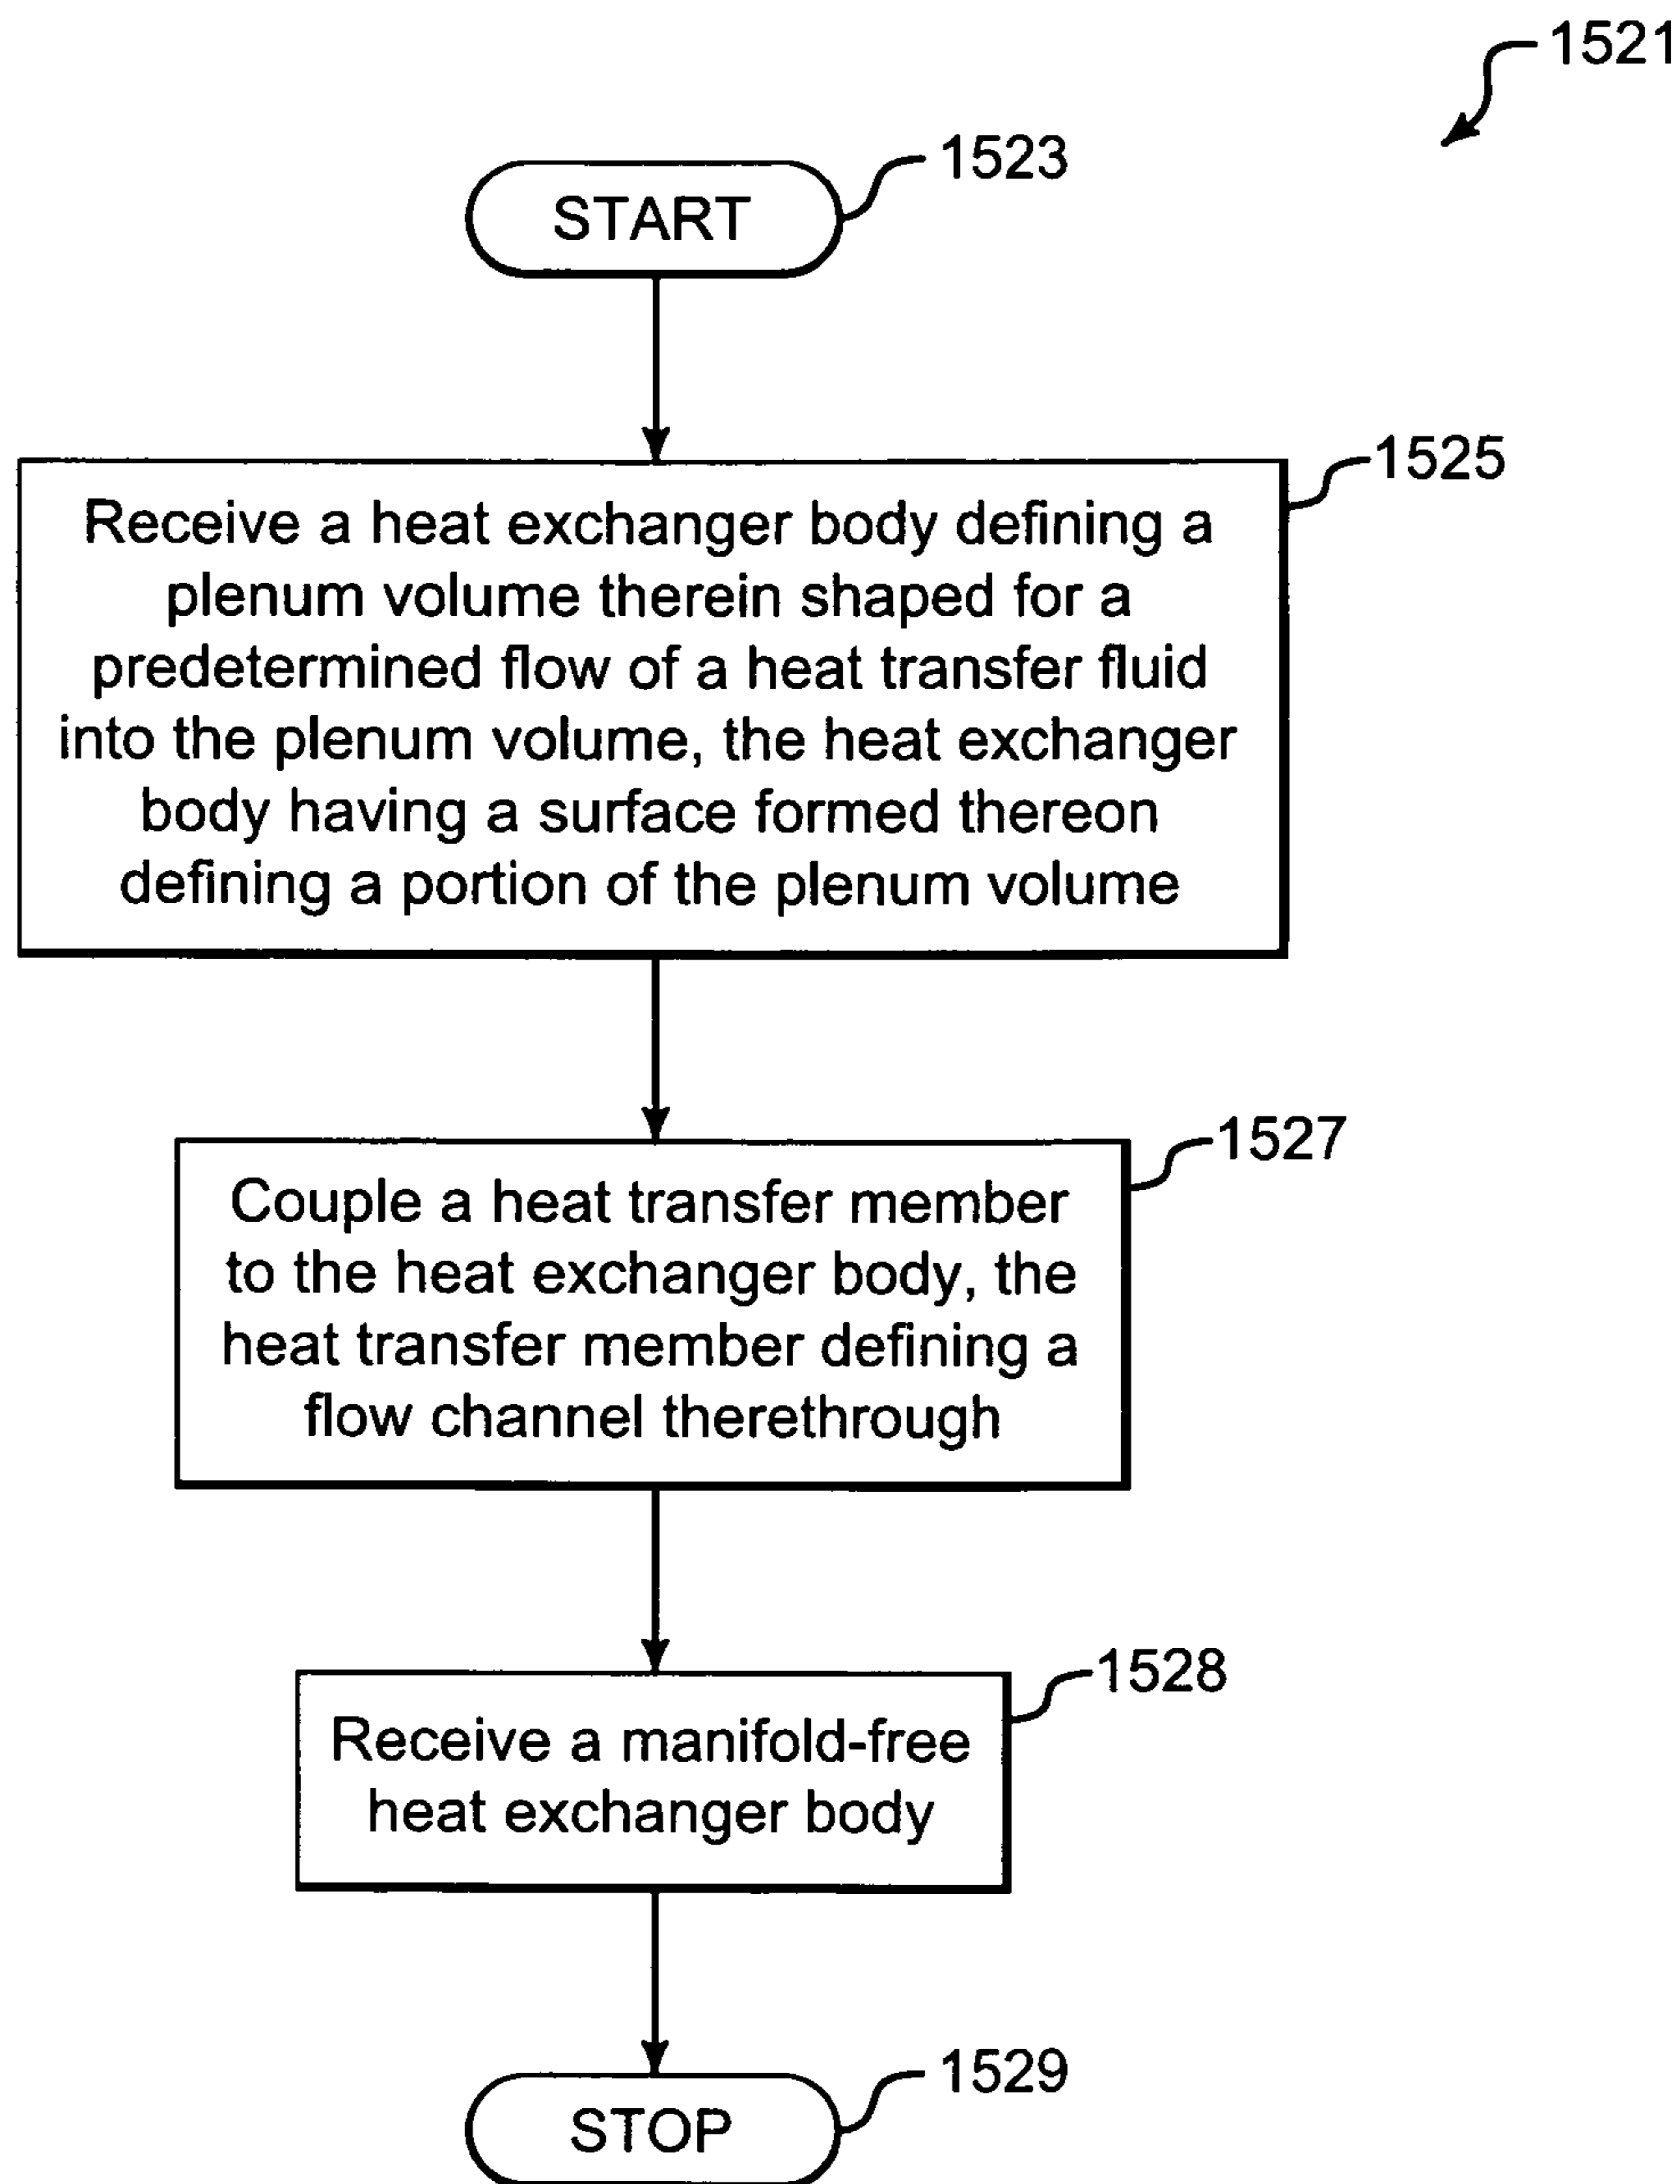 1521
START
1523
1525
Receive a heat exchanger body defining a
plenum volume therein shaped for a
predetermined flow of a heat transfer fluid
into the plenum volume, the heat exchanger
body having a surface formed thereon
defining a portion of the plenum volume
1527
Couple a heat transfer member
to the heat exchanger body, the
heat transfer member defining a
flow channel therethrough
1528
Receive a manifold-free
heat exchanger body
1529
STOP